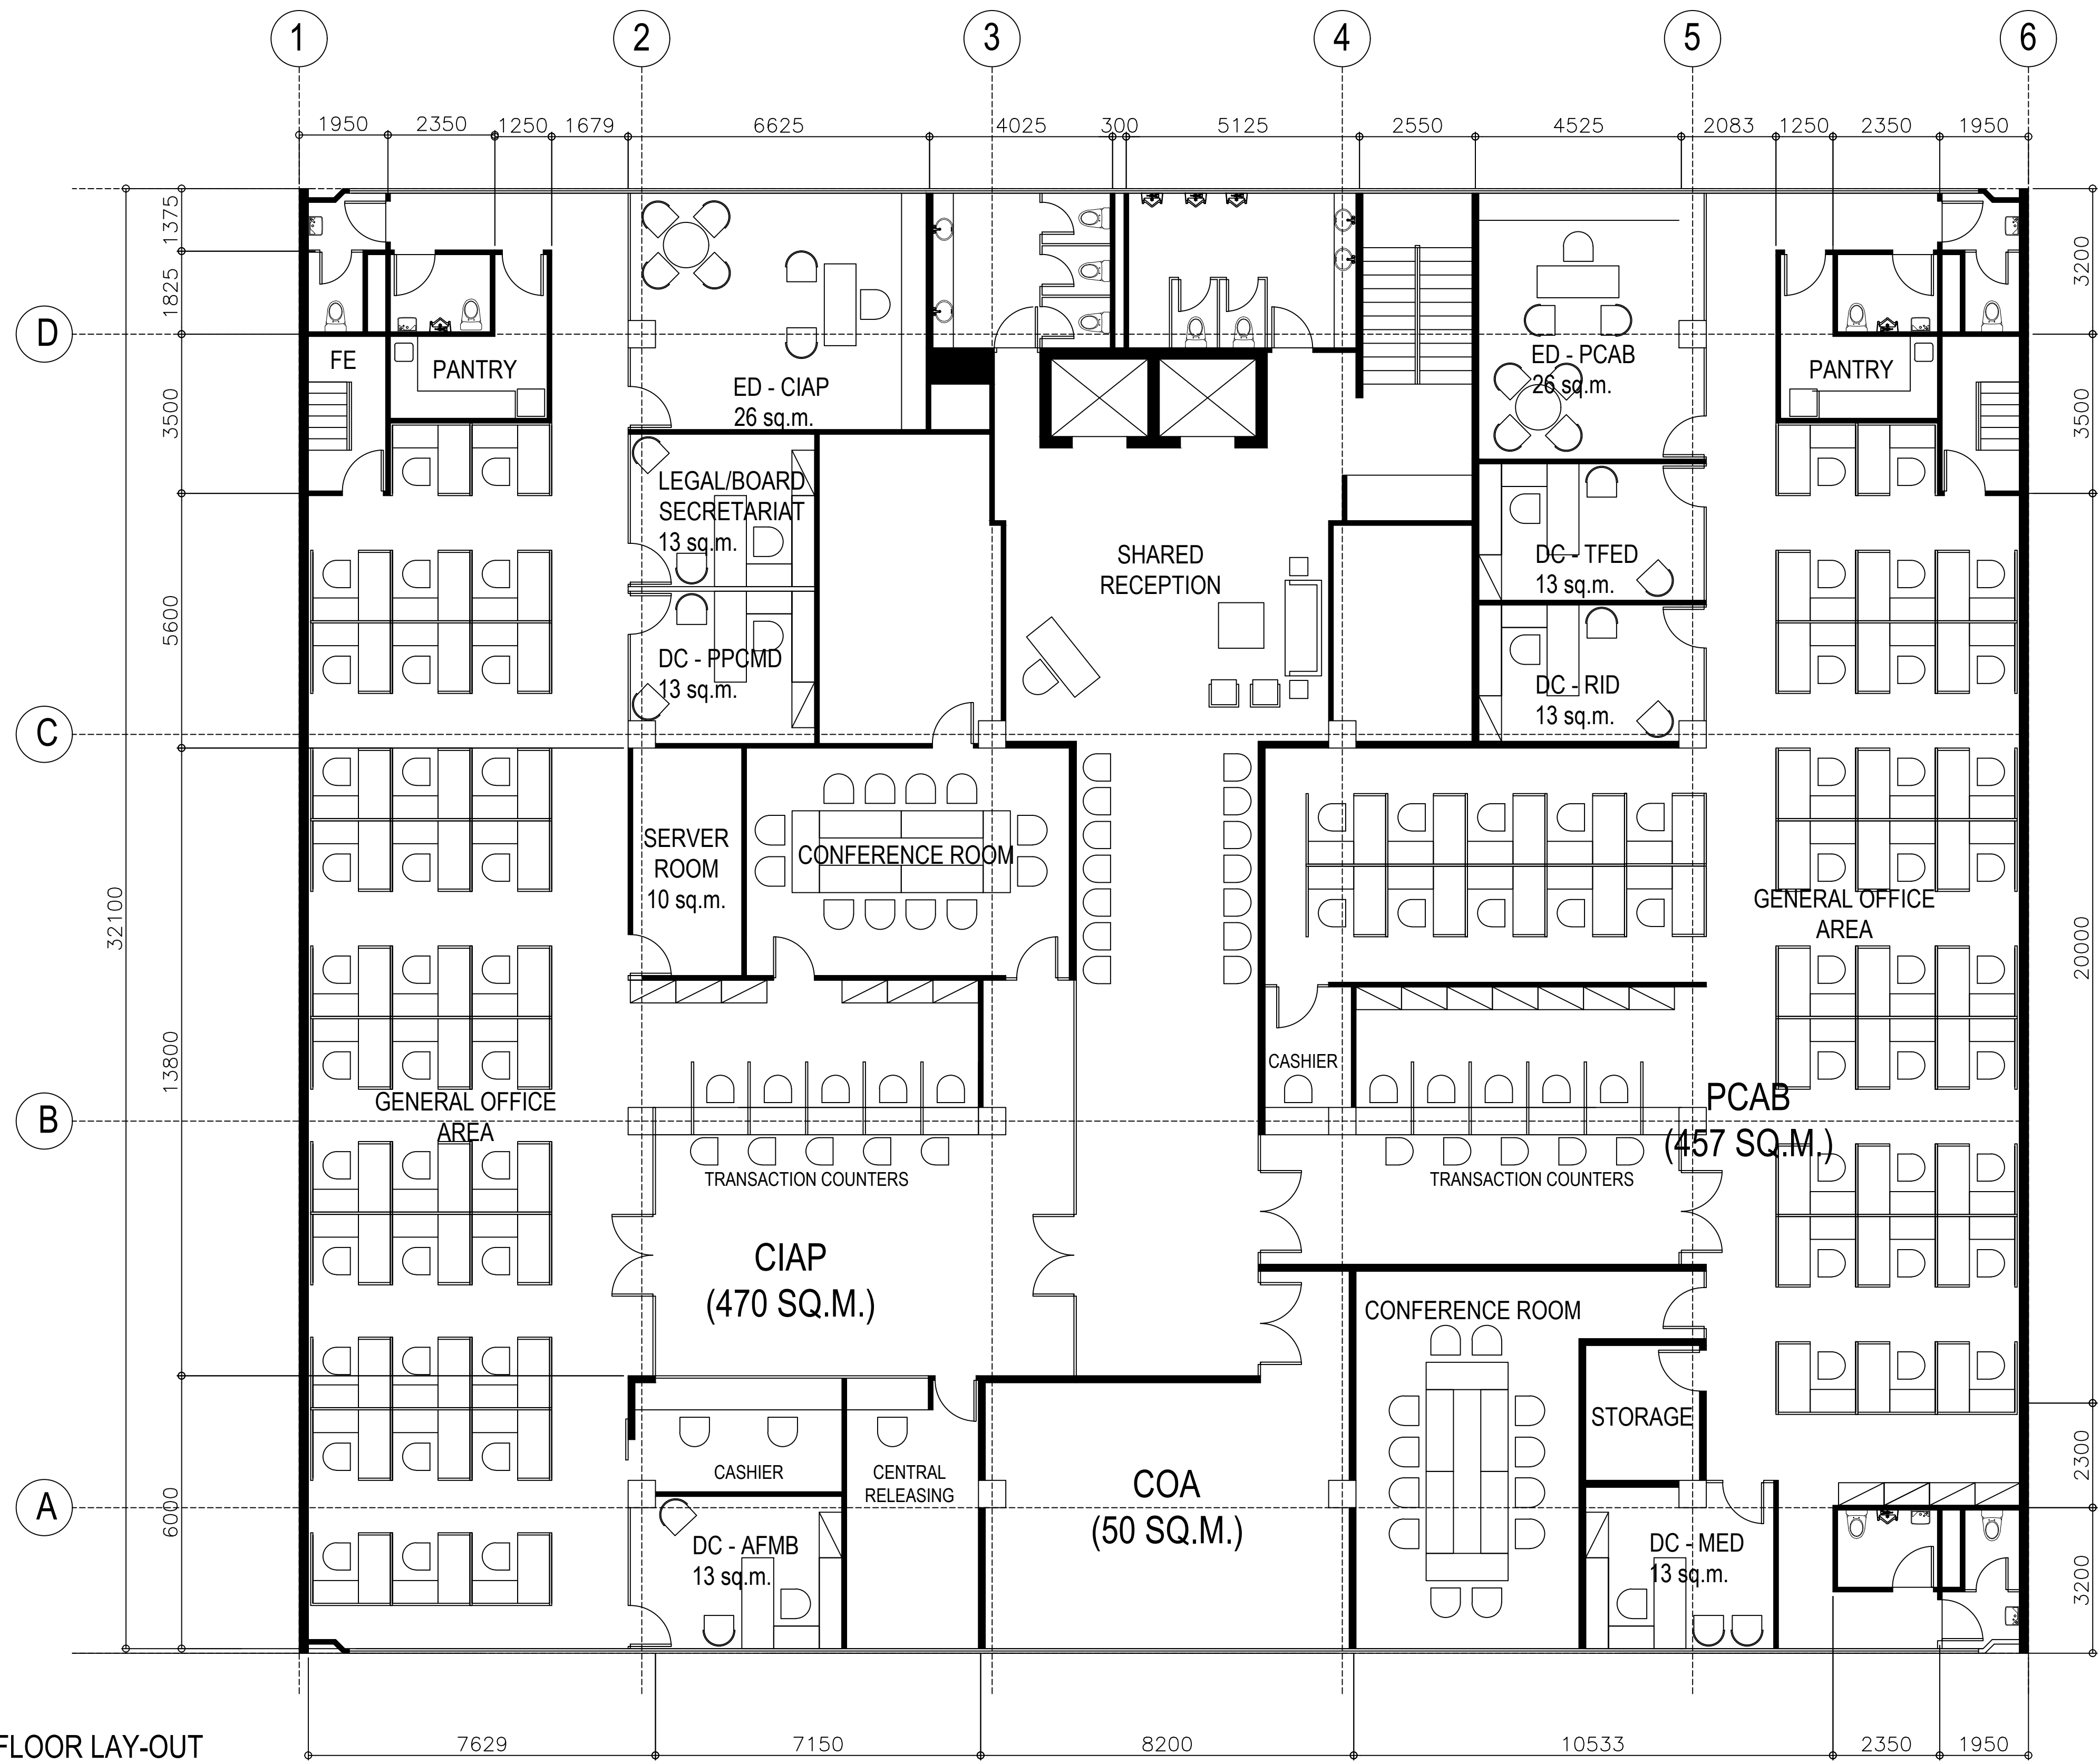 1
2
3
4
5
6
1950
2350
1250
1679
6625
4025
300
5125
2550
4525
2083
1250
2350
1950
1375
1825
3500
5600
13800
6000
32100
3200
3500
20000
2300
3200
D
C
B
A
FE
PANTRY
ED - CIAP
26 sq.m.
ED - PCAB
26 sq.m.
PANTRY
LEGAL/BOARD
SECRETARIAT
13 sq.m.
SHARED
RECEPTION
DC - TFED
13 sq.m.
DC - PPCMD
13 sq.m.
DC - RID
13 sq.m.
SERVER
ROOM
10 sq.m.
CONFERENCE ROOM
GENERAL OFFICE
AREA
CASHIER
GENERAL OFFICE
AREA
PCAB
(457 SQ.M.)
TRANSACTION COUNTERS
TRANSACTION COUNTERS
CIAP
(470 SQ.M.)
CONFERENCE ROOM
STORAGE
CASHIER
CENTRAL
RELEASING
COA
(50 SQ.M.)
DC - AFMB
13 sq.m.
DC - MED
13 sq.m.
FLOOR LAY-OUT
7629
7150
8200
10533
2350
1950